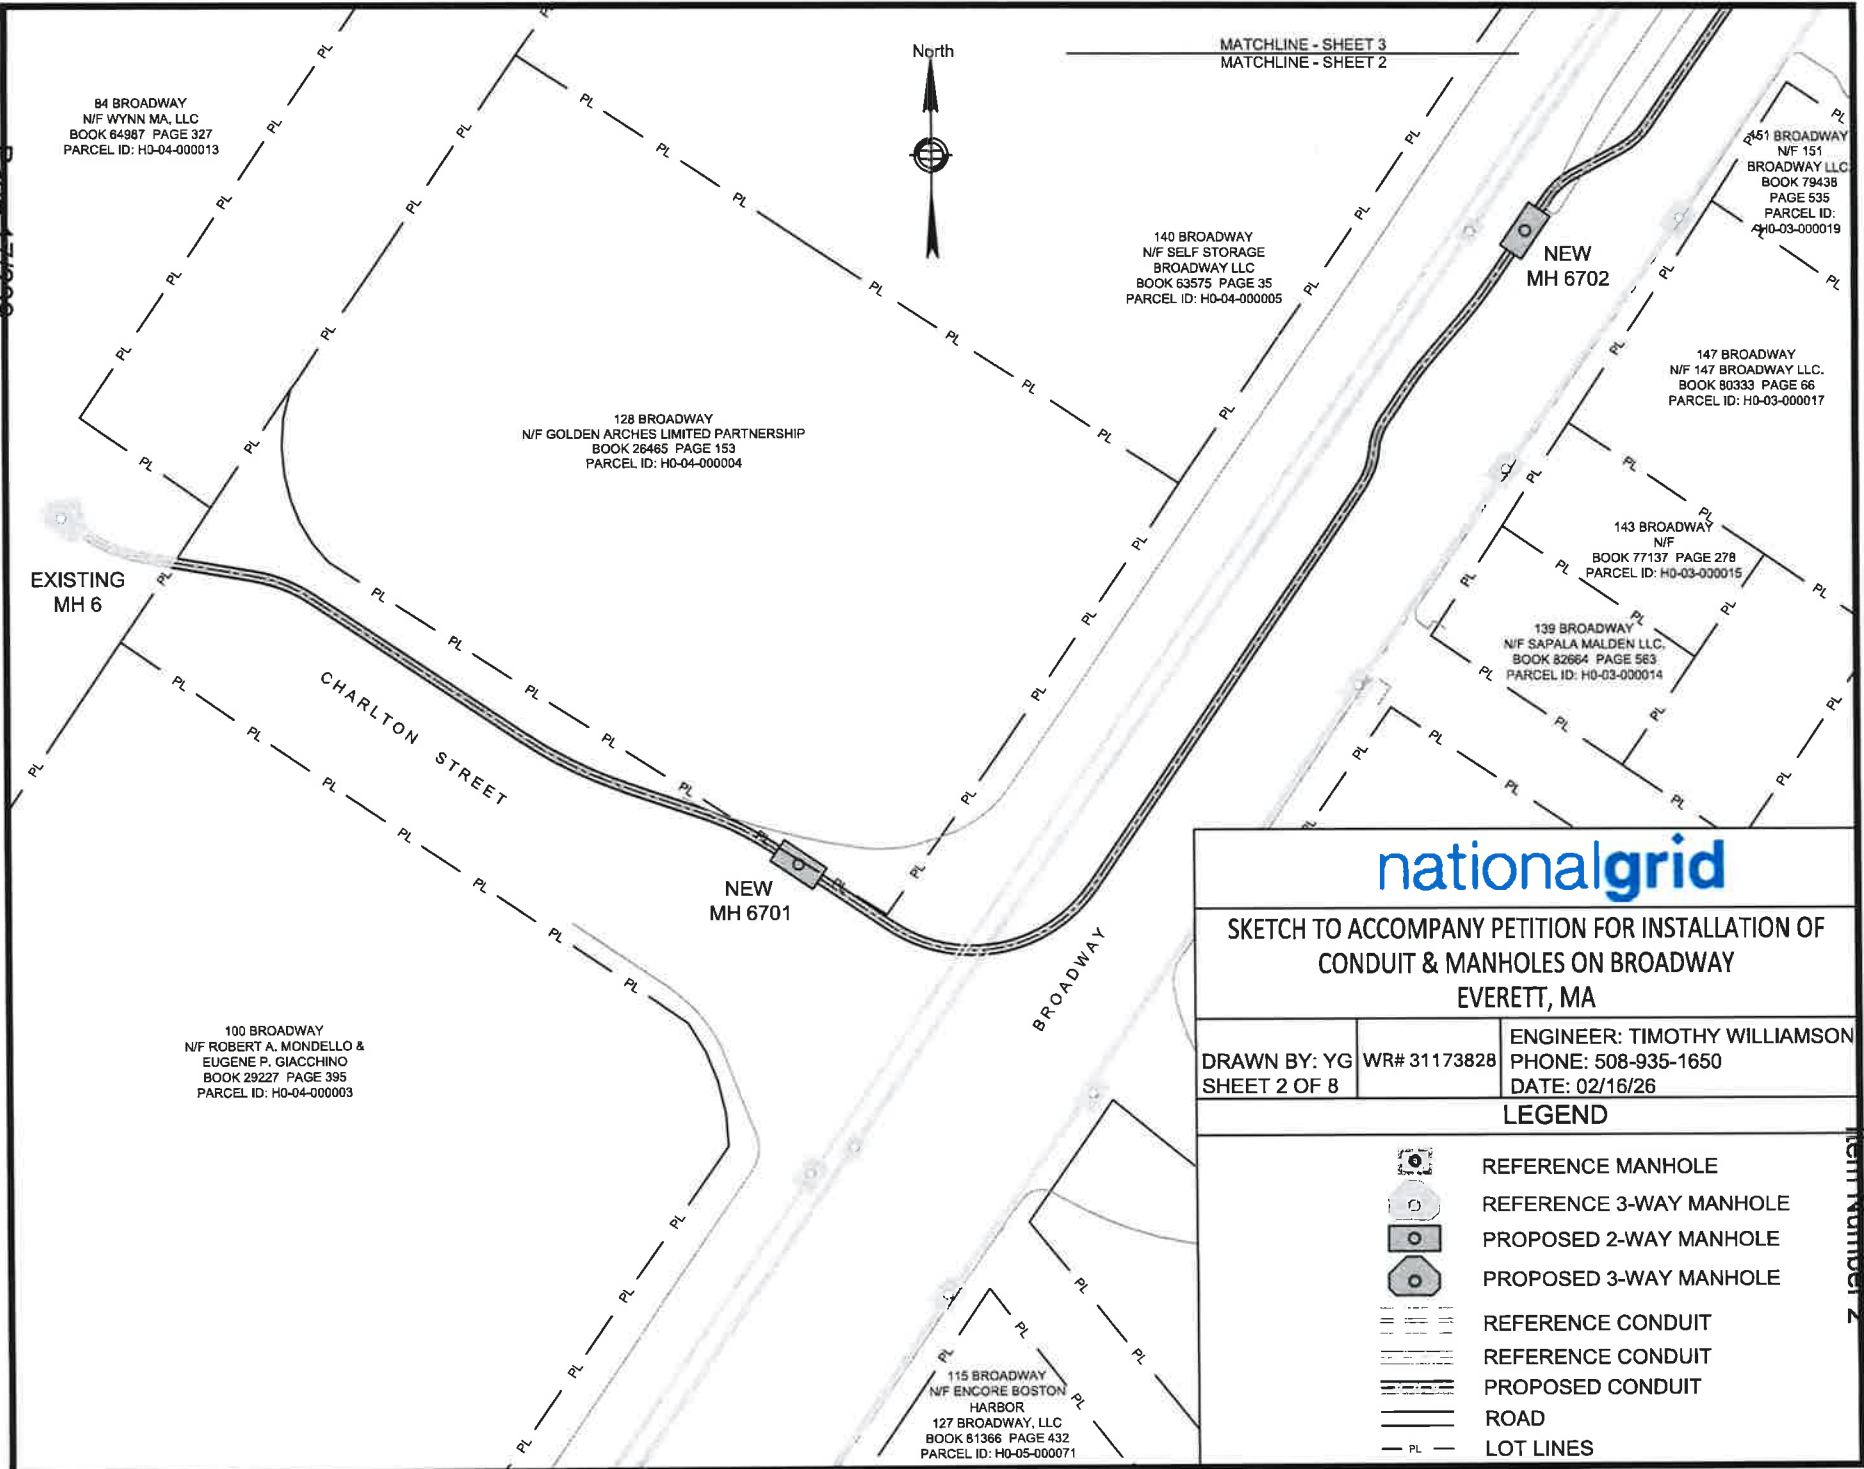 MATCHLINE - SHEET 3
MATCHLINE - SHEET 2
North
84 BROADWAY
N/F WYNN MA, LLC
BOOK 64987 PAGE 327
PARCEL ID: H0-04-000013
151 BROADWAY
N/F 151
BROADWAY LLC
BOOK 79438
PAGE 535
PARCEL ID:
H0-03-000019
140 BROADWAY
N/F SELF STORAGE
BROADWAY LLC
BOOK 63575 PAGE 35
PARCEL ID: H0-04-000005
NEW
MH 6702
147 BROADWAY
N/F 147 BROADWAY LLC.
BOOK 80333 PAGE 66
PARCEL ID: H0-03-000017
128 BROADWAY
N/F GOLDEN ARCHES LIMITED PARTNERSHIP
BOOK 26465 PAGE 153
PARCEL ID: H0-04-000004
143 BROADWAY
N/F
BOOK 77137 PAGE 278
PARCEL ID: H0-03-000015
EXISTING
MH 6
139 BROADWAY
N/F SAPALA MALDEN LLC.
BOOK 82664 PAGE 563
PARCEL ID: H0-03-000014
CHARLTON STREET
NEW
MH 6701
BROADWAY
100 BROADWAY
N/F ROBERT A. MONDELLO &
EUGENE P. GIACCHINO
BOOK 29227 PAGE 395
PARCEL ID: H0-04-000003
115 BROADWAY
N/F ENCORE BOSTON
HARBOR
127 BROADWAY, LLC
BOOK 81366 PAGE 432
PARCEL ID: H0-05-000071
nationalgrid
SKETCH TO ACCOMPANY PETITION FOR INSTALLATION OF
CONDUIT & MANHOLES ON BROADWAY
EVERETT, MA
DRAWN BY: YG
SHEET 2 OF 8
WR# 31173828
ENGINEER: TIMOTHY WILLIAMSON
PHONE: 508-935-1650
DATE: 02/16/26
LEGEND
REFERENCE MANHOLE
REFERENCE 3-WAY MANHOLE
PROPOSED 2-WAY MANHOLE
PROPOSED 3-WAY MANHOLE
REFERENCE CONDUIT
REFERENCE CONDUIT
PROPOSED CONDUIT
ROAD
PL LOT LINES
Item Number 2